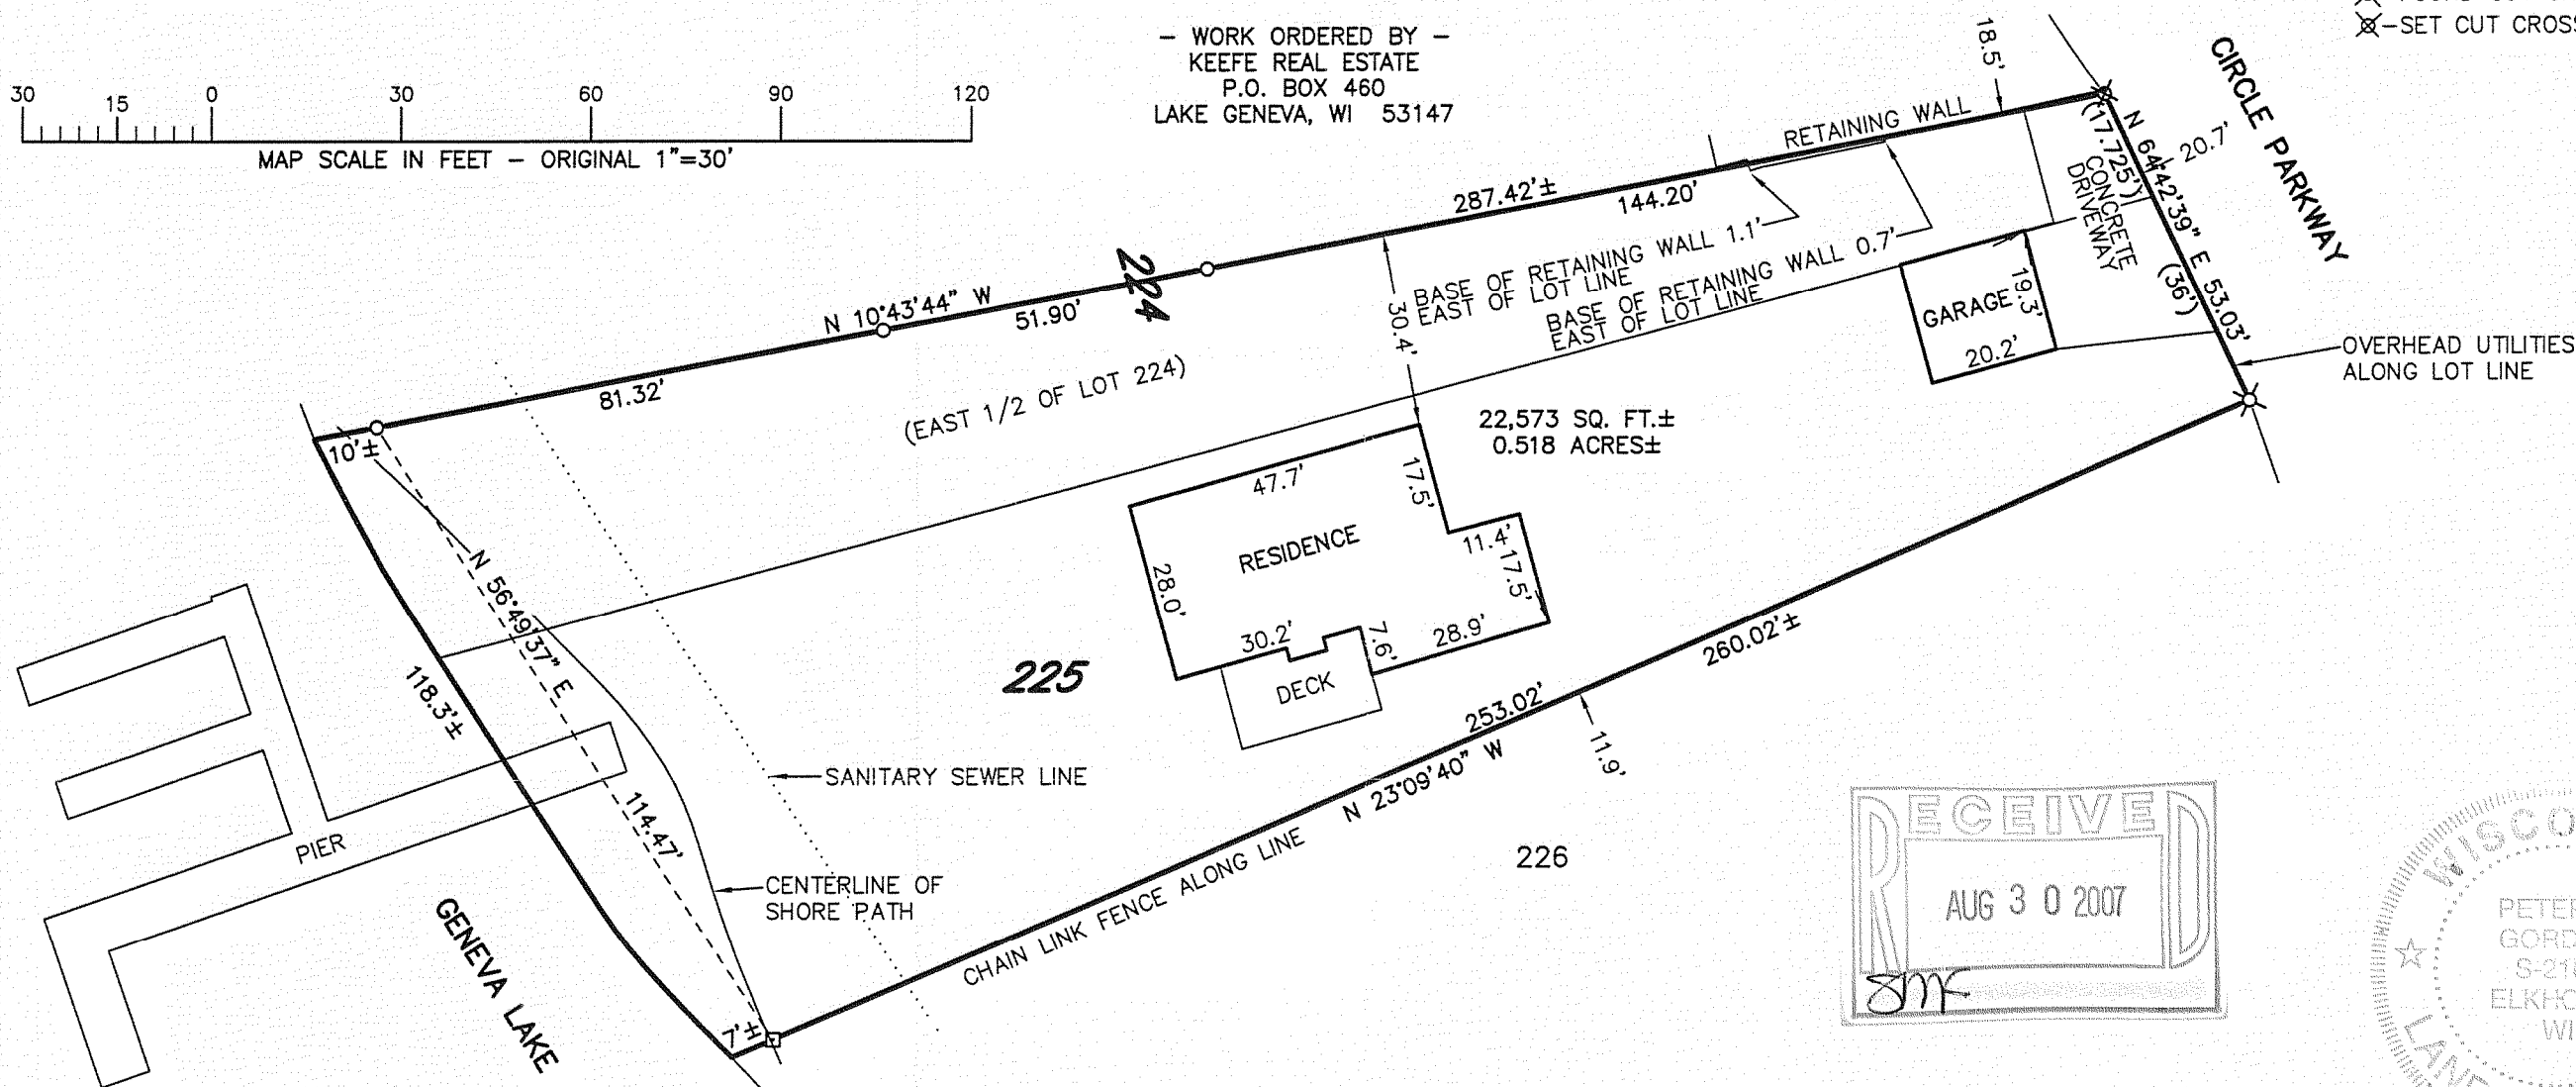 - WORK ORDERED BY -
KEEFE REAL ESTATE
P.O. BOX 460
LAKE GENEVA, WI 53147
-SET CUT CROSS
30 15 0 30 60 90 120
MAP SCALE IN FEET - ORIGINAL 1"=30'
18.5'
CIRCLE PARKWAY
RETAINING WALL
(17.725')
N 64°42'39" E 53.03'
20.7'
CONCRETE
DRIVEWAY
(36')
287.42'±
144.20'
224
N 10°43'44" W
51.90'
81.32'
(EAST 1/2 OF LOT 224)
30.4'
BASE OF RETAINING WALL 1.1'
EAST OF LOT LINE
BASE OF RETAINING WALL 0.7'
EAST OF LOT LINE
GARAGE
19.3'
20.2'
OVERHEAD UTILITIES
ALONG LOT LINE
22,573 SQ. FT.±
0.518 ACRES±
10'±
47.7'
17.5'
RESIDENCE
11.4'
17.5'
28.0'
30.2'
7.6'
28.9'
DECK
N 56°49'37" E
118.3'±
225
260.02'±
253.02'
N 23°09'40" W
11.9'
SANITARY SEWER LINE
114.47'
PIER
CENTERLINE OF
SHORE PATH
CHAIN LINK FENCE ALONG LINE
226
GENEVA LAKE
7'±
RECEIVED
AUG 30 2007
SMF
WISCO
PETE
GORD
S-21
ELKHO
WI
LAN